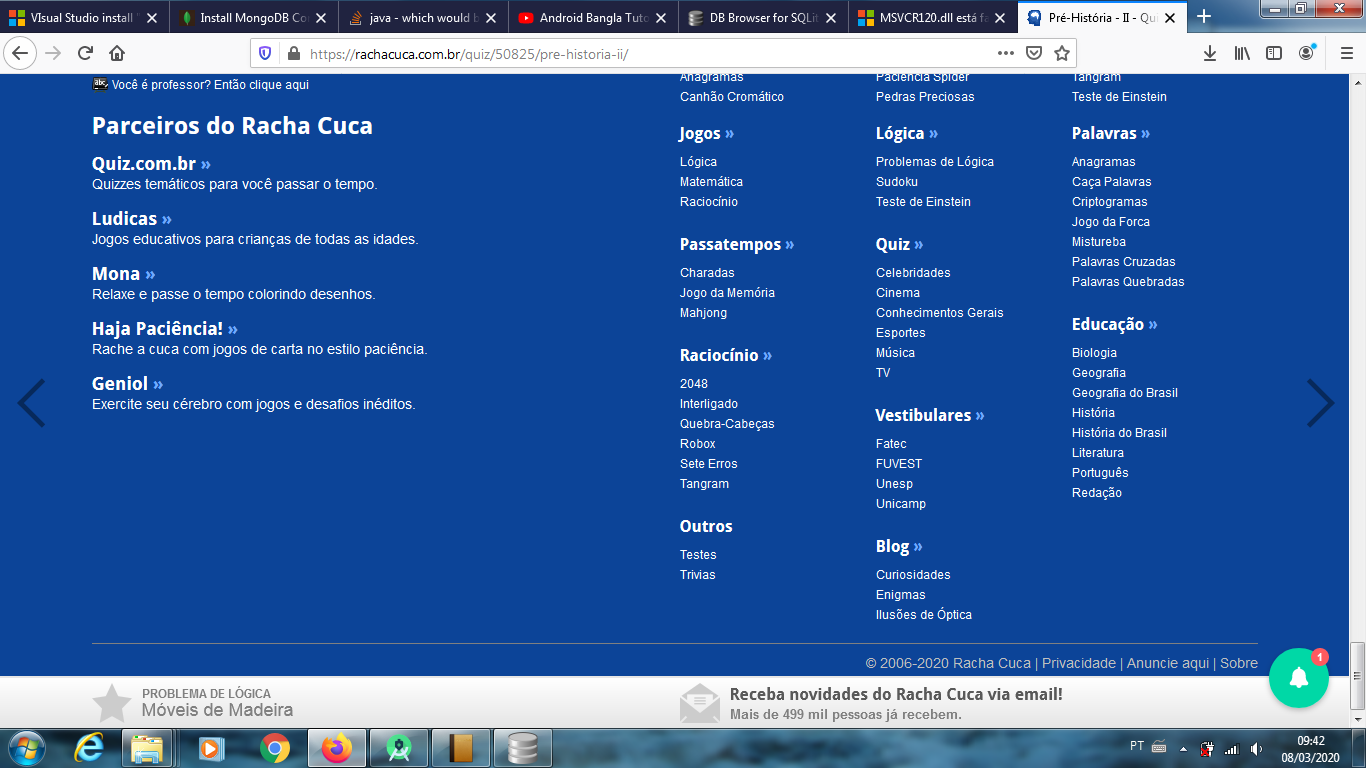 VIsual Studio install "
Install MongoDB Co
java - which would b
Android Bangla Tuto
DB Browser for SQLit
MSVCR120.dll está fa
Pré-História - II - Qui
https://rachacuca.com.br/quiz/50825/pre-historia-ii/
Você é professor? Então clique aqui
Parceiros do Racha Cuca
Quiz.com.br »
Quizzes temáticos para você passar o tempo.
Ludicas »
Jogos educativos para crianças de todas as idades.
Mona »
Relaxe e passe o tempo colorindo desenhos.
Haja Paciência! »
Rache a cuca com jogos de carta no estilo paciência.
Geniol »
Exercite seu cérebro com jogos e desafios inéditos.
Anagramas
Canhão Cromático
Jogos »
Lógica
Matemática
Raciocínio
Passatempos »
Charadas
Jogo da Memória
Mahjong
Raciocínio »
2048
Interligado
Quebra-Cabeças
Robox
Sete Erros
Tangram
Outros
Testes
Trivias
Paciência Spider
Pedras Preciosas
Lógica »
Problemas de Lógica
Sudoku
Teste de Einstein
Quiz »
Celebridades
Cinema
Conhecimentos Gerais
Esportes
Música
TV
Vestibulares »
Fatec
FUVEST
Unesp
Unicamp
Blog »
Curiosidades
Enigmas
Ilusões de Óptica
Tangram
Teste de Einstein
Palavras »
Anagramas
Caça Palavras
Criptogramas
Jogo da Forca
Mistureba
Palavras Cruzadas
Palavras Quebradas
Educação »
Biologia
Geografia
Geografia do Brasil
História
História do Brasil
Literatura
Português
Redação
© 2006-2020 Racha Cuca | Privacidade | Anuncie aqui | Sobre
1
PROBLEMA DE LÓGICA
Móveis de Madeira
Receba novidades do Racha Cuca via email!
Mais de 499 mil pessoas já recebem.
PT
09:42
08/03/2020